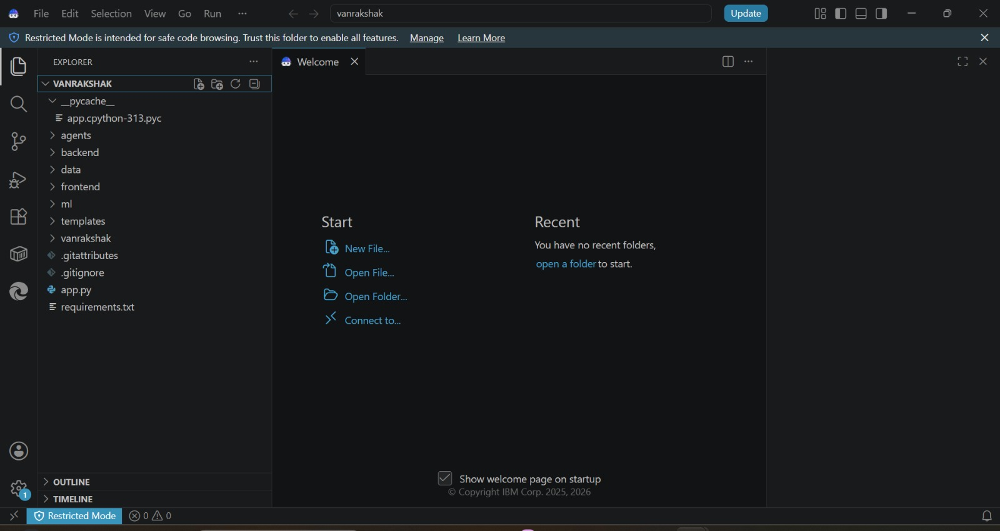 File Edit Selection View Go Run ···
vanrakshak
Update
Restricted Mode is intended for safe code browsing. Trust this folder to enable all features. Manage Learn More
EXPLORER
Welcome
VANRAKSHAK
__pycache__
app.cpython-313.pyc
agents
backend
data
frontend
ml
templates
vanrakshak
.gitattributes
.gitignore
app.py
requirements.txt
Start
New File...
Open File...
Open Folder...
Connect to...
Recent
You have no recent folders,
open a folder to start.
Show welcome page on startup
© Copyright IBM Corp. 2025, 2026
OUTLINE
1
TIMELINE
Restricted Mode 0 0